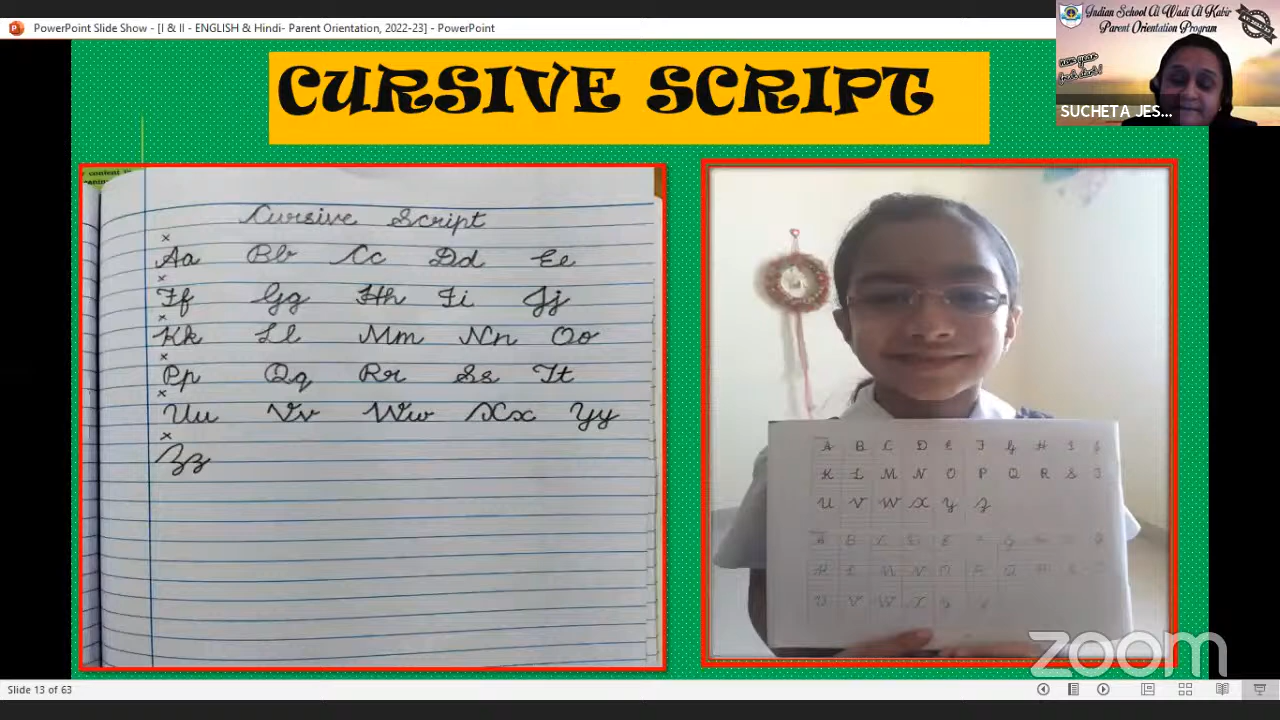 PowerPoint Slide Show - [I & II - ENGLISH & Hindi- Parent Orientation, 2022-23] - PowerPoint
Indian School Al Wadi Al Kabir
Parent Orientation Program
new year
SUCHETA JES...
CURSIVE SCRIPT
Cursive Script
Aa Bb Cc Dd Ee
Ff Gg Hh Ii Jj
Kk Ll Mm Nn Oo
Pp Qq Rr Ss Tt
Uu Vv Ww Xx Yy
Zz
A B C D E F G H I J
K L M N O P Q R S T
U V W X Y Z
zoom
Slide 13 of 63